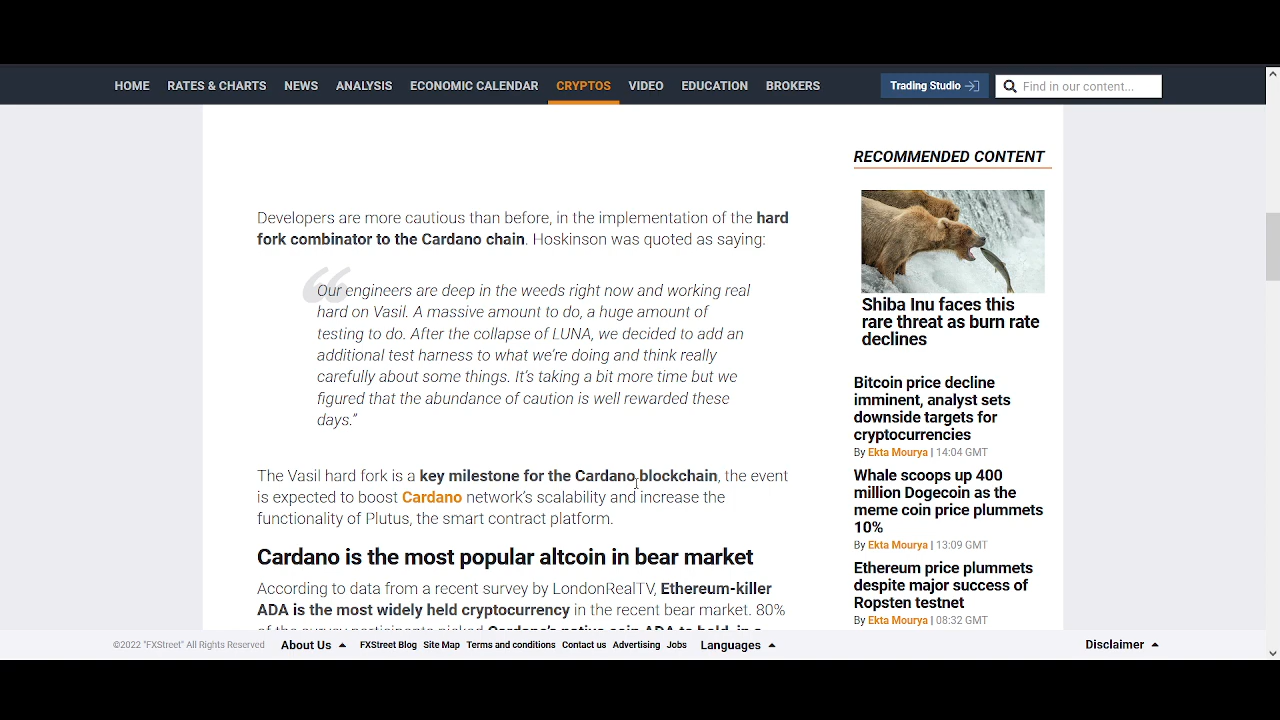 HOME RATES & CHARTS NEWS ANALYSIS ECONOMIC CALENDAR CRYPTOS VIDEO EDUCATION BROKERS Trading Studio Find in our content...
Developers are more cautious than before, in the implementation of the hard
fork combinator to the Cardano chain. Hoskinson was quoted as saying:
“
Our engineers are deep in the weeds right now and working real
hard on Vasil. A massive amount to do, a huge amount of
testing to do. After the collapse of LUNA, we decided to add an
additional test harness to what we're doing and think really
carefully about some things. It's taking a bit more time but we
figured that the abundance of caution is well rewarded these
days.”
The Vasil hard fork is a key milestone for the Cardano blockchain, the event
is expected to boost Cardano network's scalability and increase the
functionality of Plutus, the smart contract platform.
Cardano is the most popular altcoin in bear market
According to data from a recent survey by LondonRealTV, Ethereum-killer
ADA is the most widely held cryptocurrency in the recent bear market. 80%
of the survey participants picked Cardano's native coin ADA to hold, in a
RECOMMENDED CONTENT
Shiba Inu faces this
rare threat as burn rate
declines
Bitcoin price decline
imminent, analyst sets
downside targets for
cryptocurrencies
By Ekta Mourya | 14:04 GMT
Whale scoops up 400
million Dogecoin as the
meme coin price plummets
10%
By Ekta Mourya | 13:09 GMT
Ethereum price plummets
despite major success of
Ropsten testnet
By Ekta Mourya | 08:32 GMT
©2022 "FXStreet" All Rights Reserved About Us FXStreet Blog Site Map Terms and conditions Contact us Advertising Jobs Languages Disclaimer